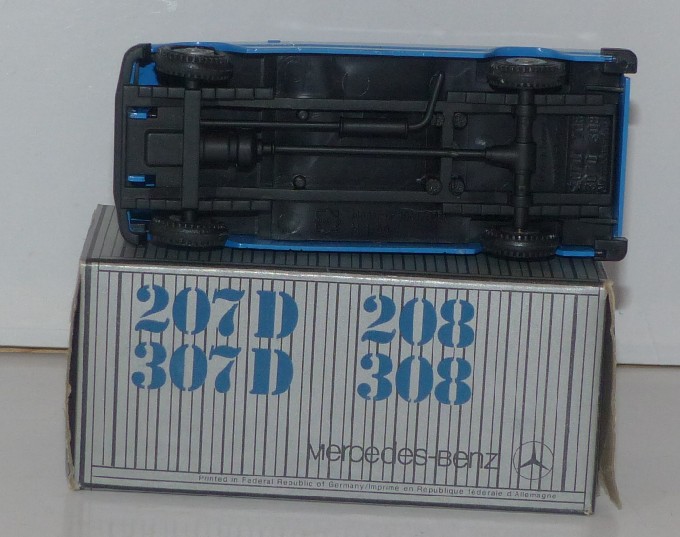 207D 208
307D 308
Mercedes-Benz
Printed in Federal Republic of Germany/Imprimé en République fédérale d'Allemagne